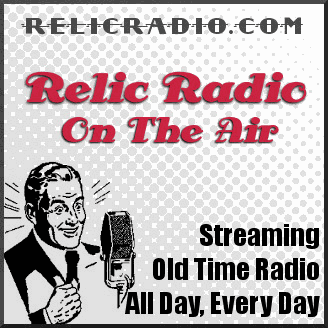 RELICRADIO.COM
Relic Radio
On The Air
Streaming
Old Time Radio
All Day, Every Day